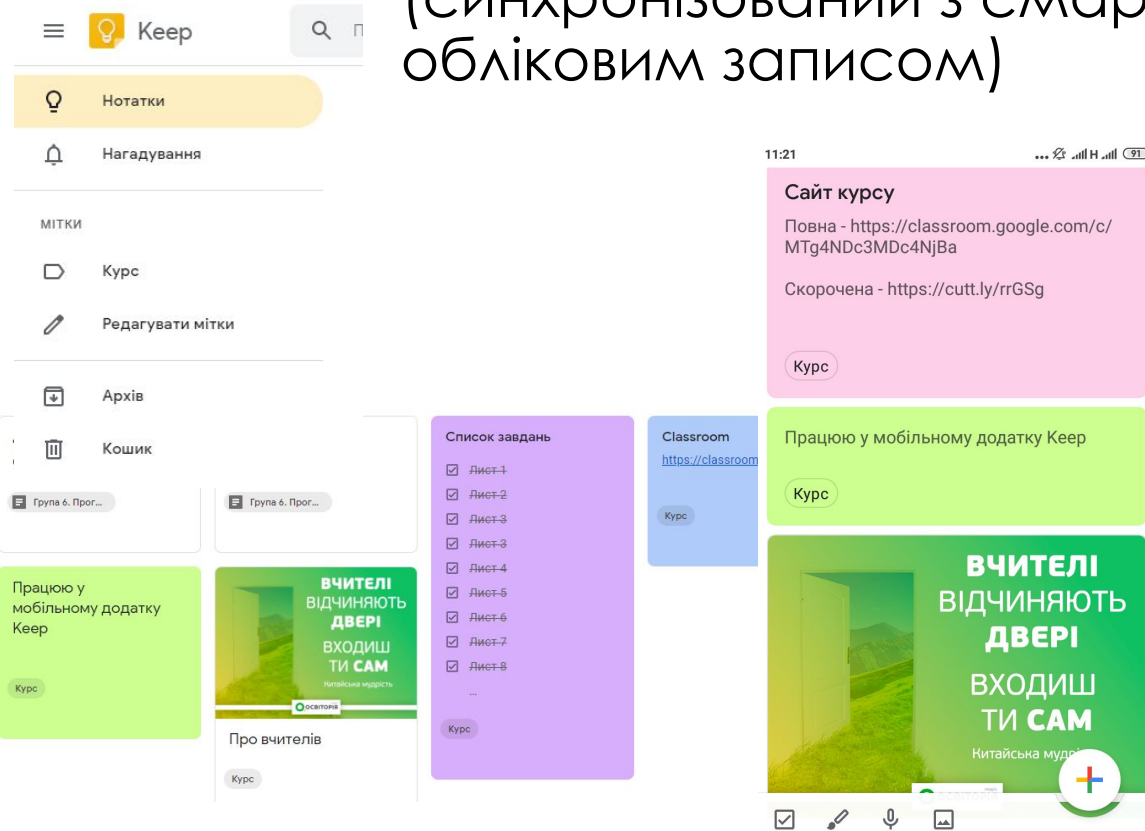 (синхронізований з смар
обліковим записом)
Keep
П
Нотатки
Нагадування
МІТКИ
Курс
Редагувати мітки
Архів
Кошик
Група 6. Прог...
Група 6. Прог...
Працюю у
мобільному додатку
Keep
Курс
ВЧИТЕЛІ
ВІДЧИНЯЮТЬ
ДВЕРІ
ВХОДИШ
ТИ САМ
Китайська мудрість
ОСВІТОРІЯ
Про вчителів
Курс
Список завдань
Лист 1
Лист 2
Лист 3
Лист 3
Лист 4
Лист 5
Лист 6
Лист 7
Лист 8
...
Курс
Classroom
https://classroom
Курс
11:21
... H 91
Сайт курсу
Повна - https://classroom.google.com/c/
MTg4NDc3MDc4NjBa
Скорочена - https://cutt.ly/rrGSg
Курс
Працюю у мобільному додатку Keep
Курс
ВЧИТЕЛІ
ВІДЧИНЯЮТЬ
ДВЕРІ
ВХОДИШ
ТИ САМ
Китайська мудр